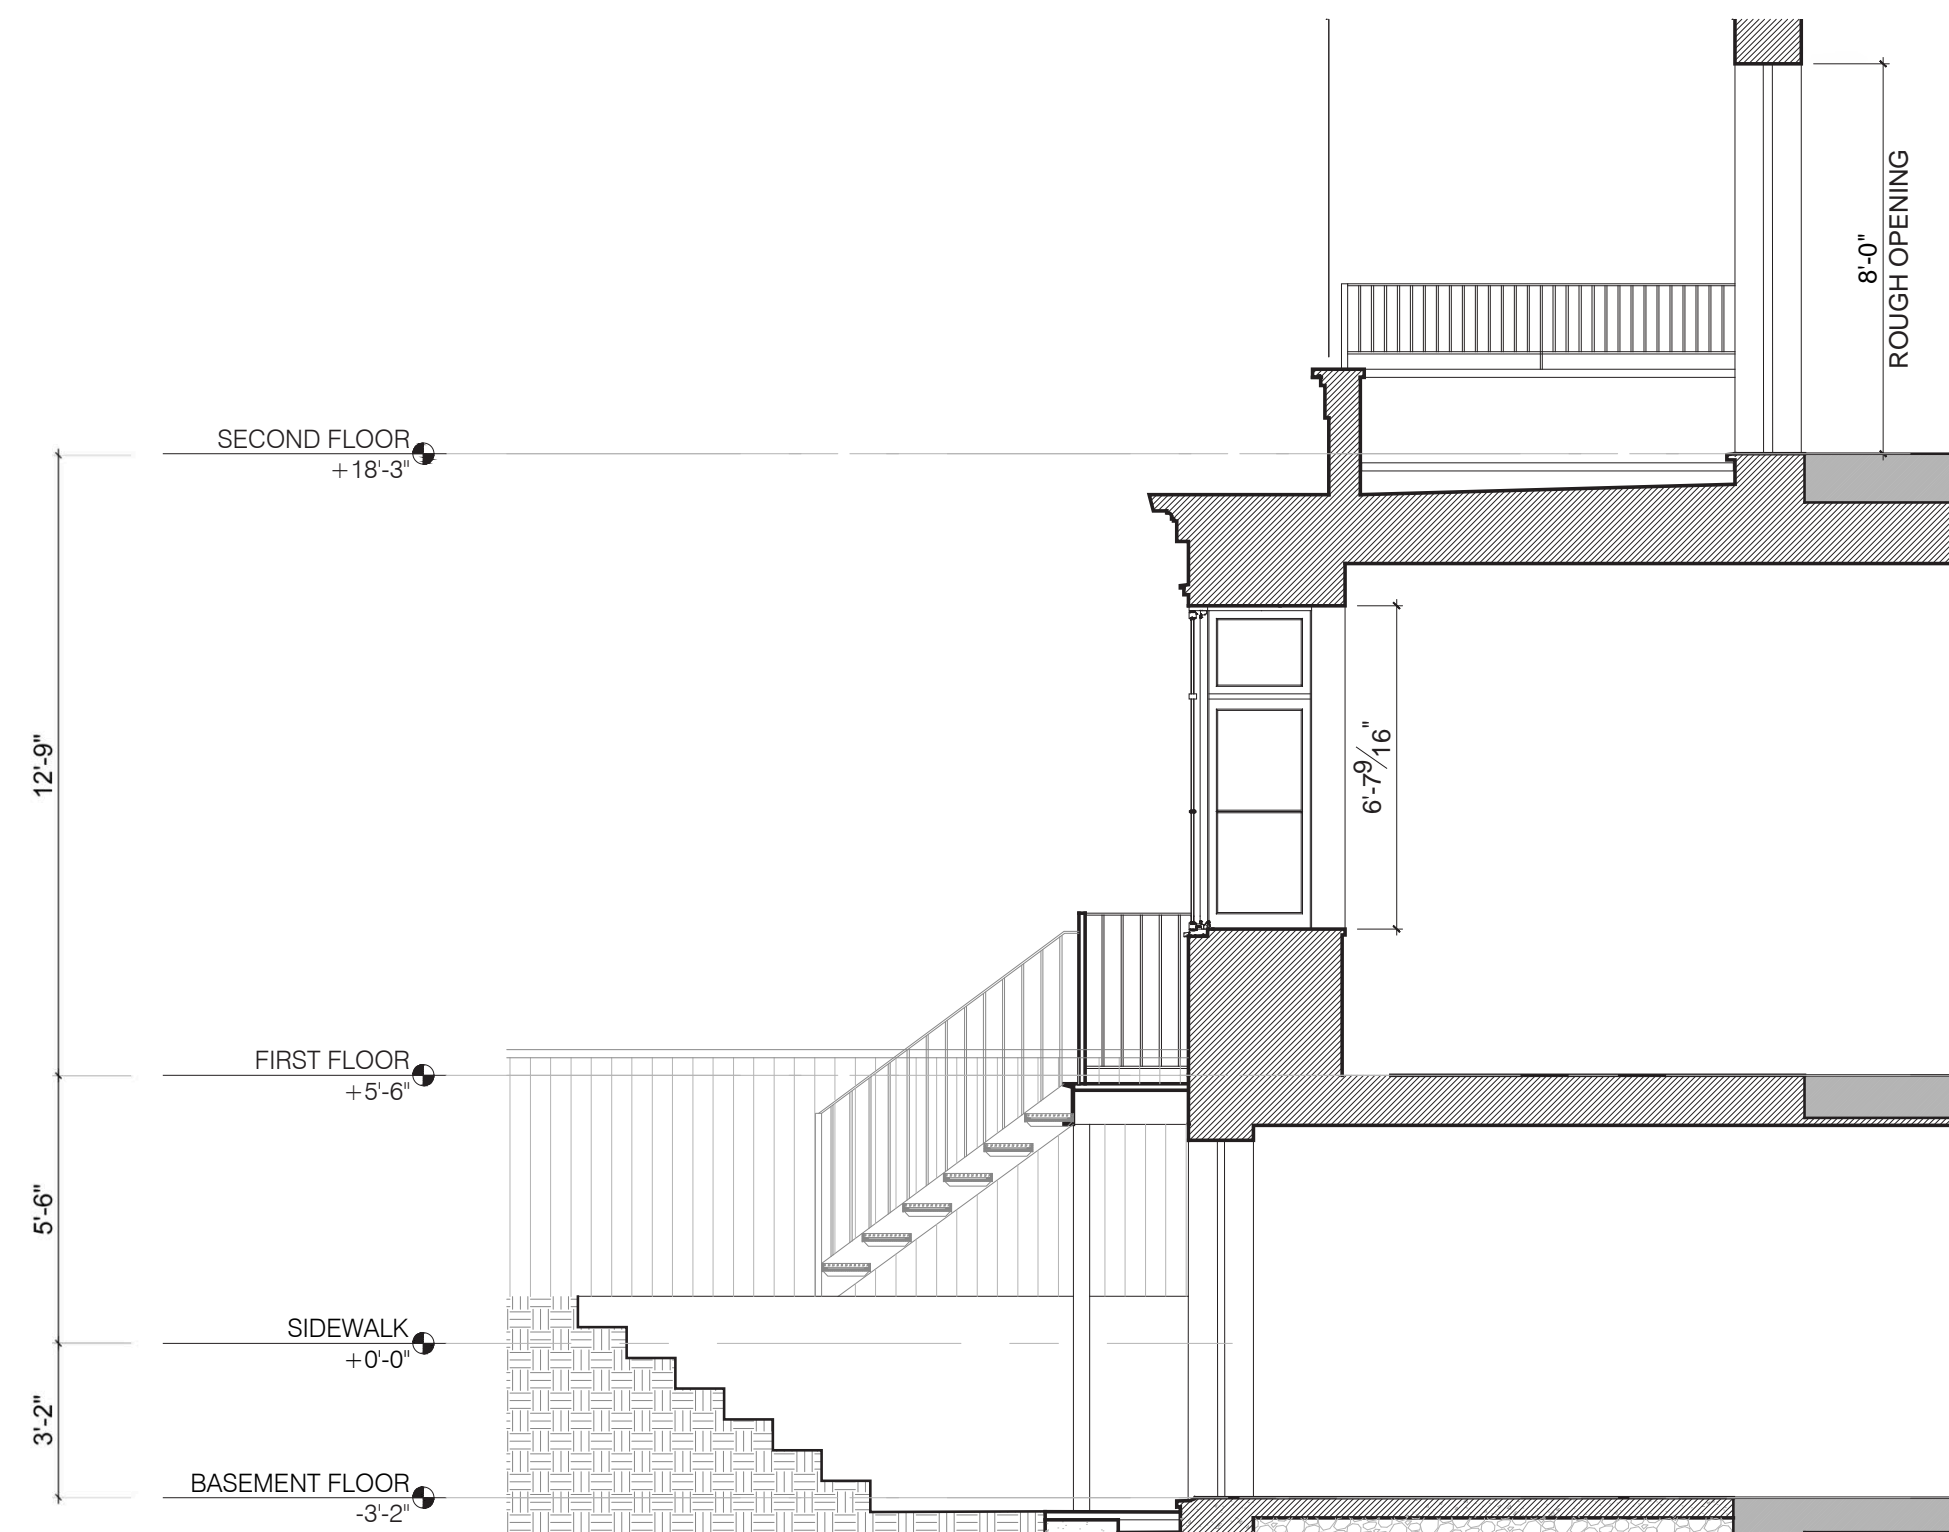 8'-0"
ROUGH OPENING
SECOND FLOOR
+18'-3"
12'-9"
6'-7 9/16"
FIRST FLOOR
+5'-6"
5'-6"
SIDEWALK
+0'-0"
3'-2"
BASEMENT FLOOR
-3'-2"